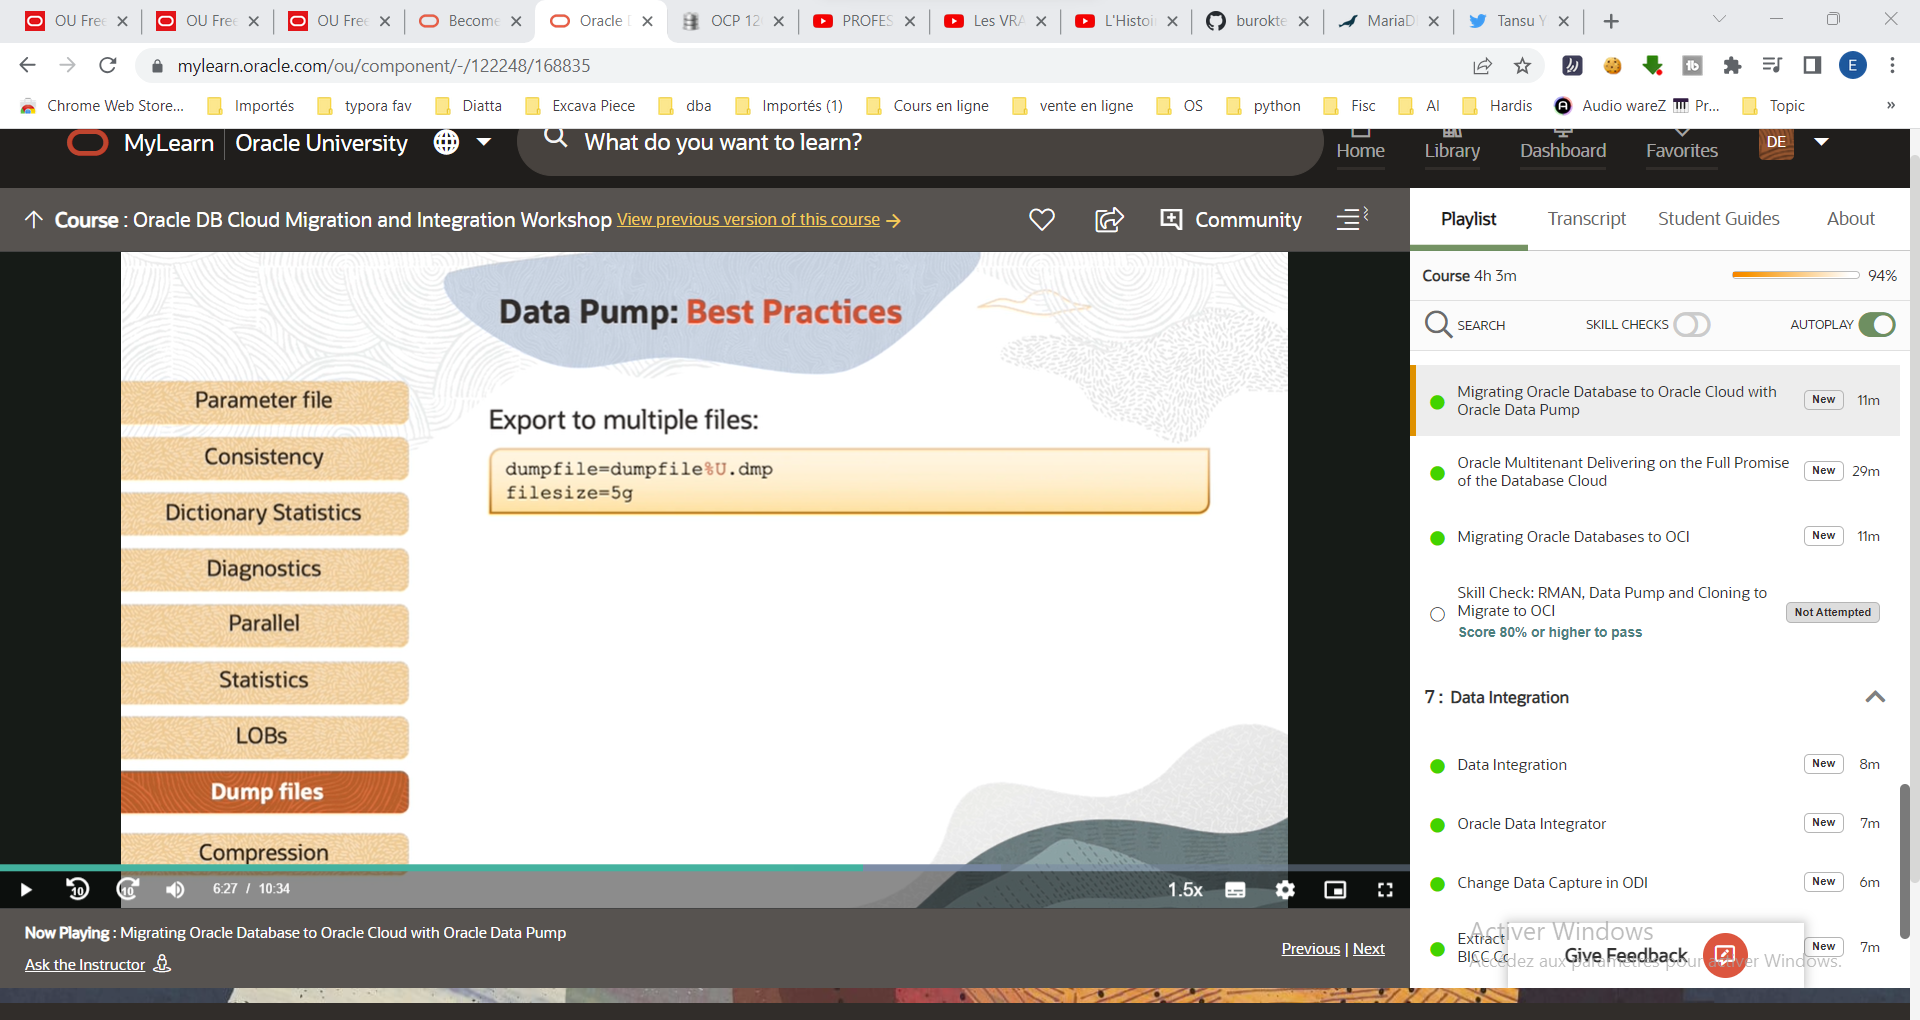 OU Free
OU Free
OU Free
Become
Oracle
OCP 12
PROFES
Les VRA
L'Histoi
burokte
MariaD
Tansu Y
mylearn.oracle.com/ou/component/-/122248/168835
E
Chrome Web Store...
Importés
typora fav
Diatta
Excava Piece
dba
Importés (1)
Cours en ligne
vente en ligne
OS
python
Fisc
AI
Hardis
Audio wareZ
Pr...
Topic
»
MyLearn
Oracle University
What do you want to learn?
Home
Library
Dashboard
Favorites
DE
Course : Oracle DB Cloud Migration and Integration Workshop View previous version of this course
Community
Playlist
Transcript
Student Guides
About
Course 4h 3m
94%
SEARCH
SKILL CHECKS
AUTOPLAY
Data Pump: Best Practices
Parameter file
Consistency
Dictionary Statistics
Diagnostics
Parallel
Statistics
LOBs
Dump files
Compression
Export to multiple files:
dumpfile=dumpfile%U.dmp
filesize=5g
Migrating Oracle Database to Oracle Cloud with
Oracle Data Pump
New
11m
Oracle Multitenant Delivering on the Full Promise
of the Database Cloud
New
29m
Migrating Oracle Databases to OCI
New
11m
Skill Check: RMAN, Data Pump and Cloning to
Migrate to OCI
Score 80% or higher to pass
Not Attempted
7 : Data Integration
Data Integration
New
8m
Oracle Data Integrator
New
7m
Change Data Capture in ODI
New
6m
Extract
BICC Co
New
7m
Give Feedback
Activer Windows
Accédez aux paramètres pour activer Windows.
10
10
6:27 / 10:34
1.5x
Now Playing : Migrating Oracle Database to Oracle Cloud with Oracle Data Pump
Ask the Instructor
Previous | Next